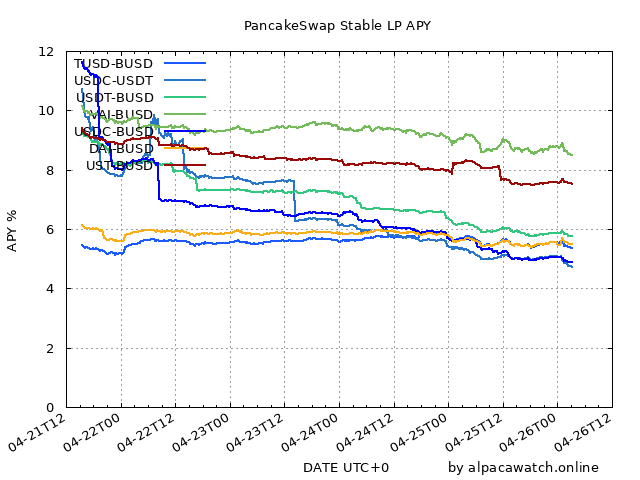 PancakeSwap Stable LP APY
APY %
12
10
8
6
4
2
0
TUSD-BUSD
USDC-USDT
USDT-BUSD
VAI-BUSD
USDC-BUSD
DAI-BUSD
UST-BUSD
04-21T12
04-22T00
04-22T12
04-23T00
04-23T12
04-24T00
04-24T12
04-25T00
04-25T12
04-26T00
04-26T12
DATE UTC+0
by alpacawatch.online